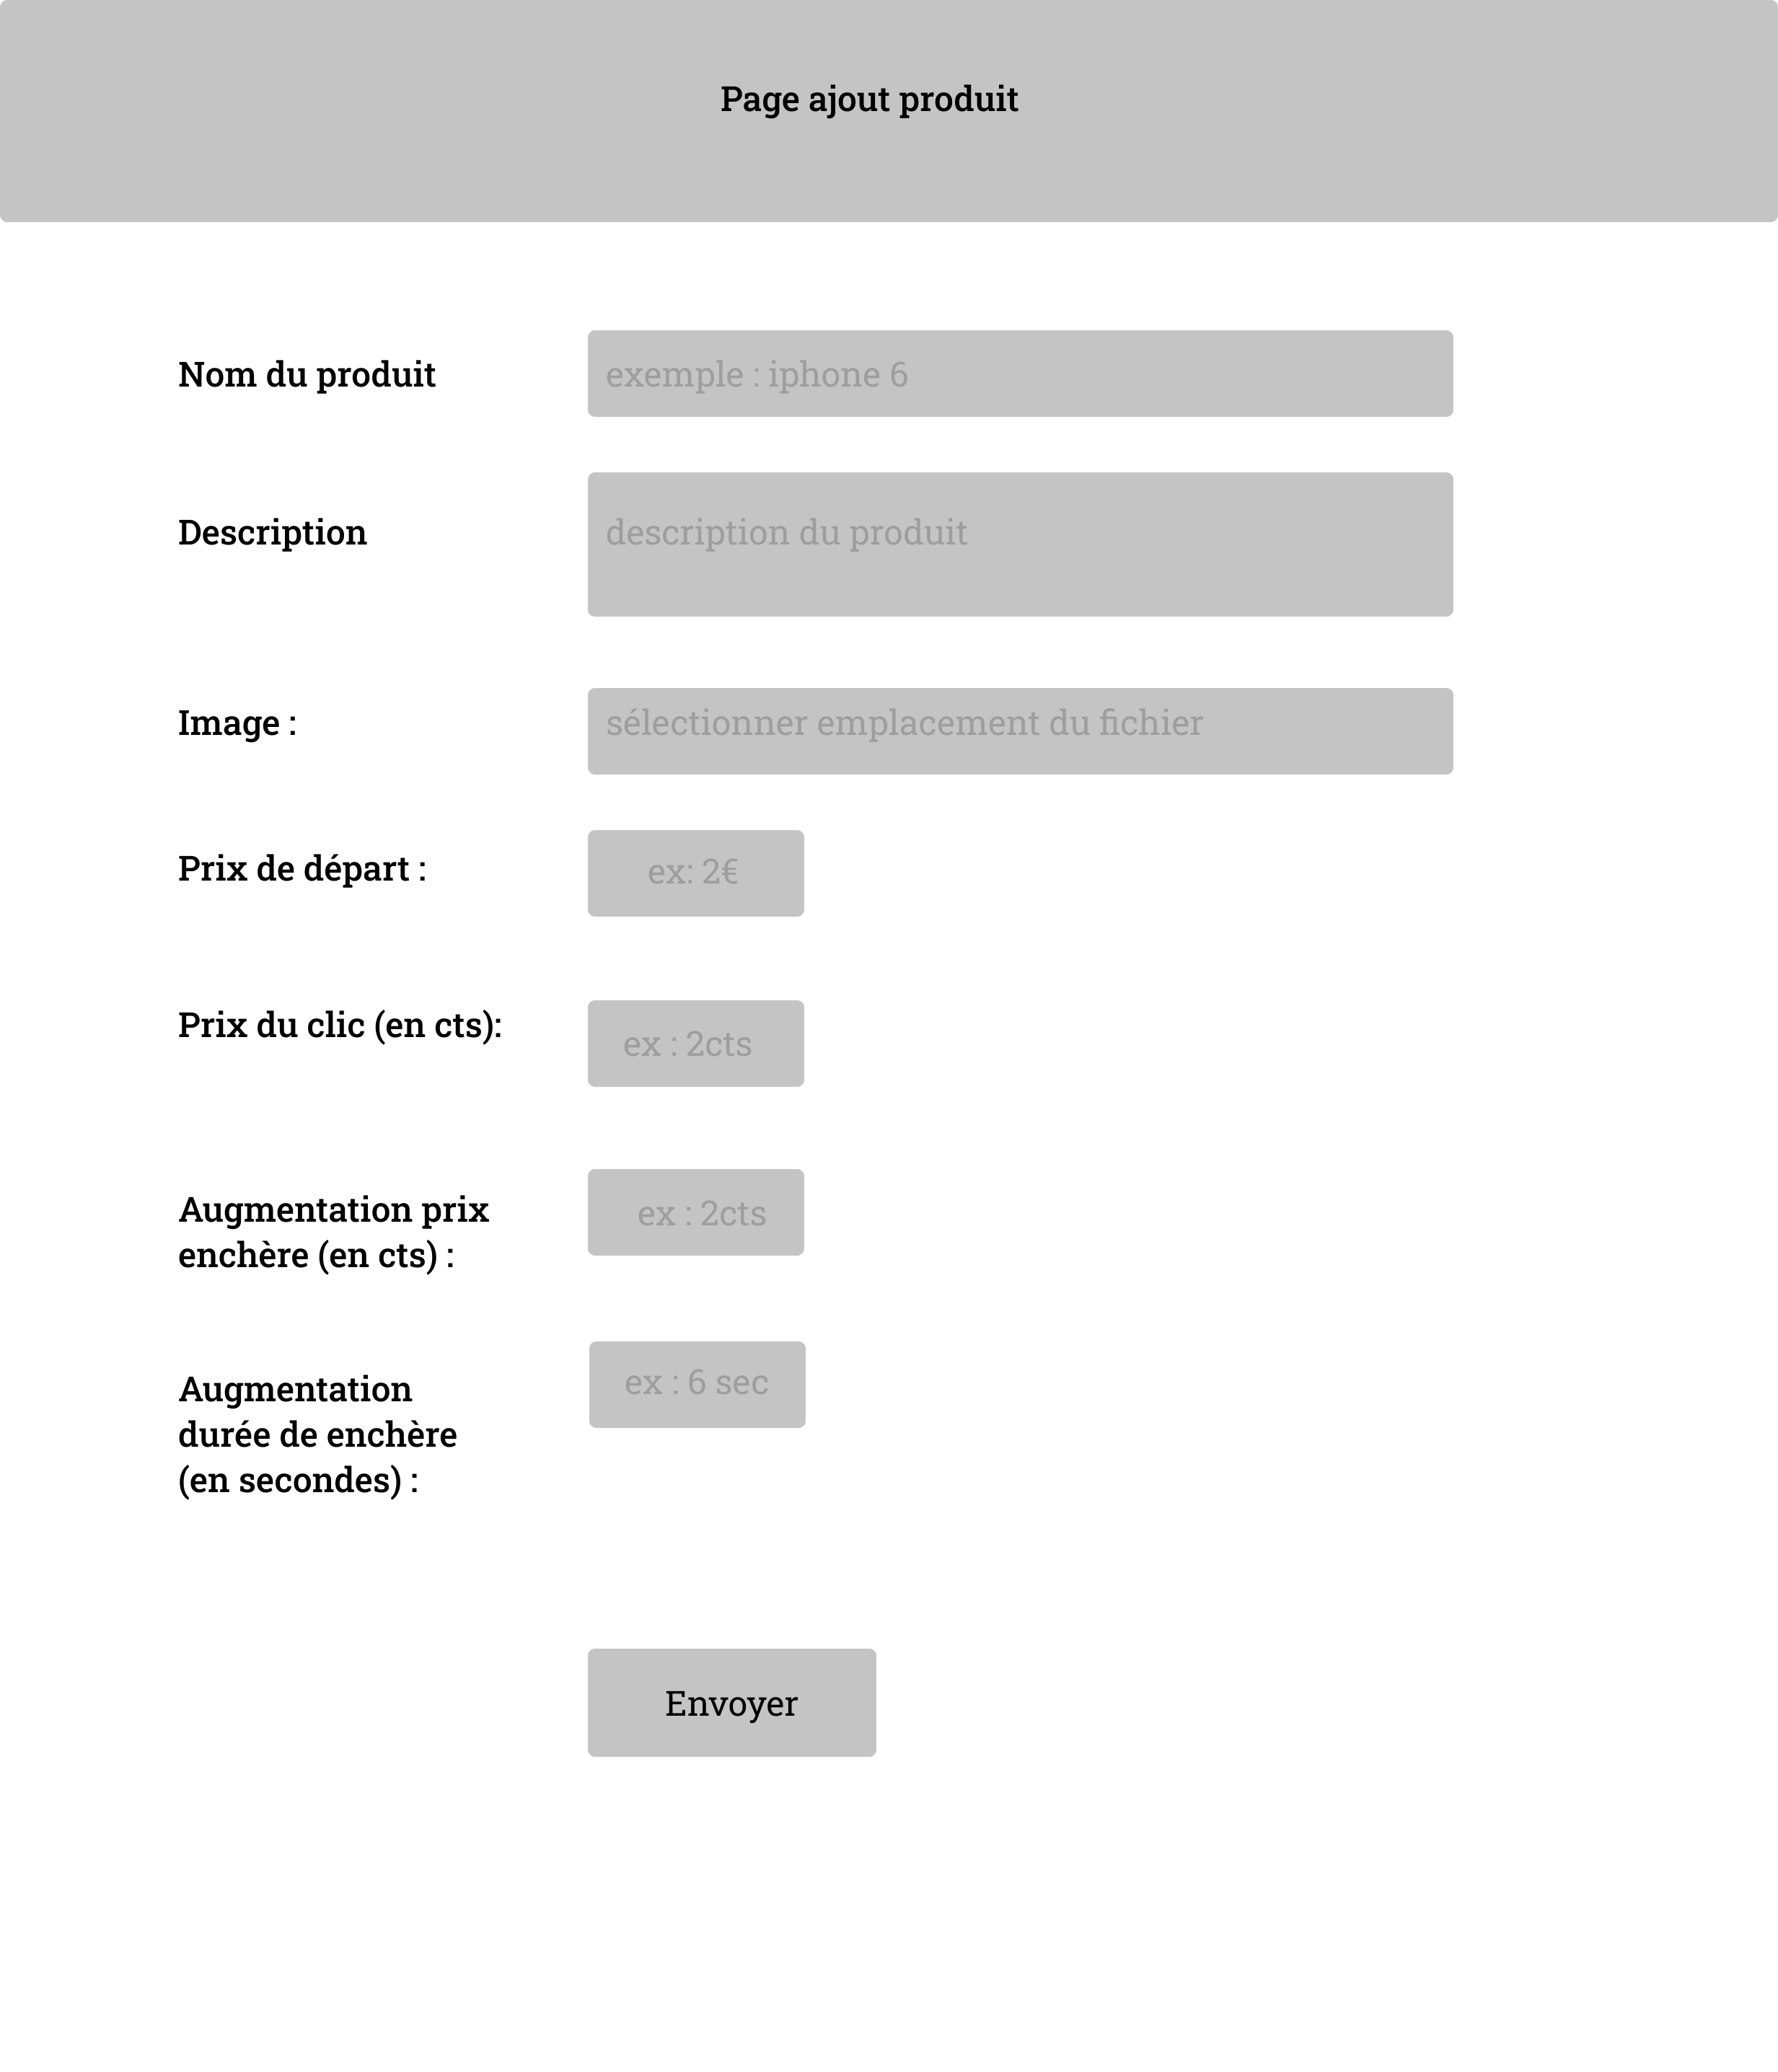 Page ajout produit
Nom du produit
exemple : iphone 6
Description
description du produit
Image :
sélectionner emplacement du fichier
Prix de départ :
ex: 2€
Prix du clic (en cts):
ex : 2cts
Augmentation prix
enchère (en cts) :
ex : 2cts
Augmentation
durée de enchère
(en secondes) :
ex : 6 sec
Envoyer